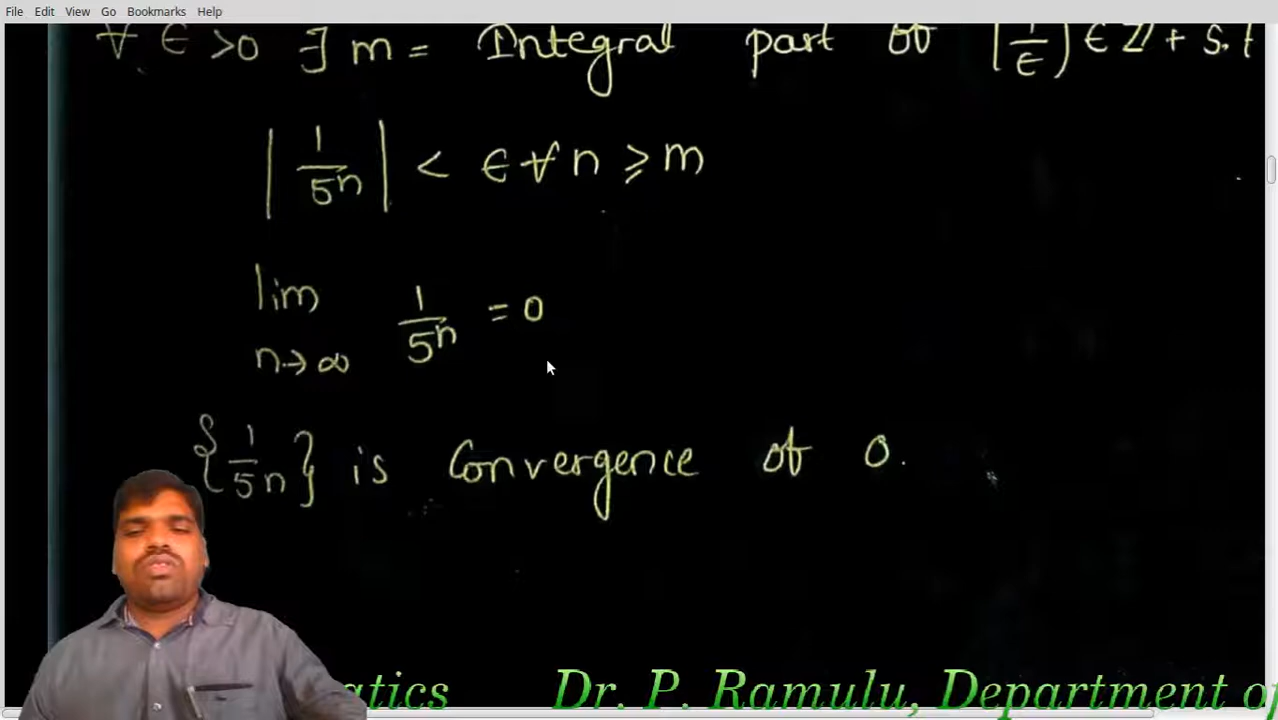 File Edit View Go Bookmarks Help
∀ ϵ >0 ∃ m = Integral part of (1/ϵ) ∈ Z + s.t
|1/5ⁿ| < ϵ ∀ n ⩾ m
lim n→∞ 1/5ⁿ = 0
{1/5n} is Convergence of 0.
atics Dr. P. Ramulu, Department of